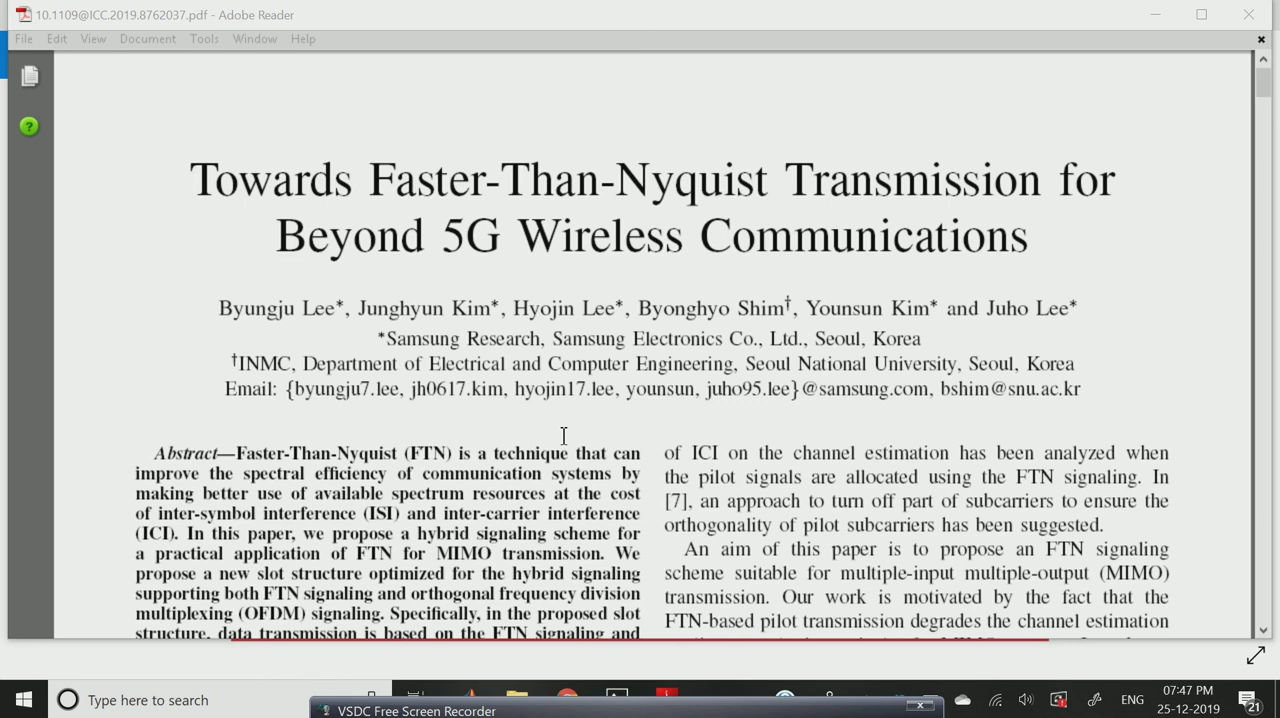 10.1109@ICC.2019.8762037.pdf - Adobe Reader
File Edit View Document Tools Window Help
Towards Faster-Than-Nyquist Transmission for
Beyond 5G Wireless Communications
Byungju Lee*, Junghyun Kim*, Hyojin Lee*, Byonghyo Shim†, Younsun Kim* and Juho Lee*
*Samsung Research, Samsung Electronics Co., Ltd., Seoul, Korea
†INMC, Department of Electrical and Computer Engineering, Seoul National University, Seoul, Korea
Email: {byungju7.lee, jh0617.kim, hyojin17.lee, younsun, juho95.lee}@samsung.com, bshim@snu.ac.kr
Abstract—Faster-Than-Nyquist (FTN) is a technique that can
improve the spectral efficiency of communication systems by
making better use of available spectrum resources at the cost
of inter-symbol interference (ISI) and inter-carrier interference
(ICI). In this paper, we propose a hybrid signaling scheme for
a practical application of FTN for MIMO transmission. We
propose a new slot structure optimized for the hybrid signaling
supporting both FTN signaling and orthogonal frequency division
multiplexing (OFDM) signaling. Specifically, in the proposed slot
structure, data transmission is based on the FTN signaling and
of ICI on the channel estimation has been analyzed when
the pilot signals are allocated using the FTN signaling. In
[7], an approach to turn off part of subcarriers to ensure the
orthogonality of pilot subcarriers has been suggested.
An aim of this paper is to propose an FTN signaling
scheme suitable for multiple-input multiple-output (MIMO)
transmission. Our work is motivated by the fact that the
FTN-based pilot transmission degrades the channel estimation
Type here to search
VSDC Free Screen Recorder
ENG
07:47 PM
25-12-2019
21